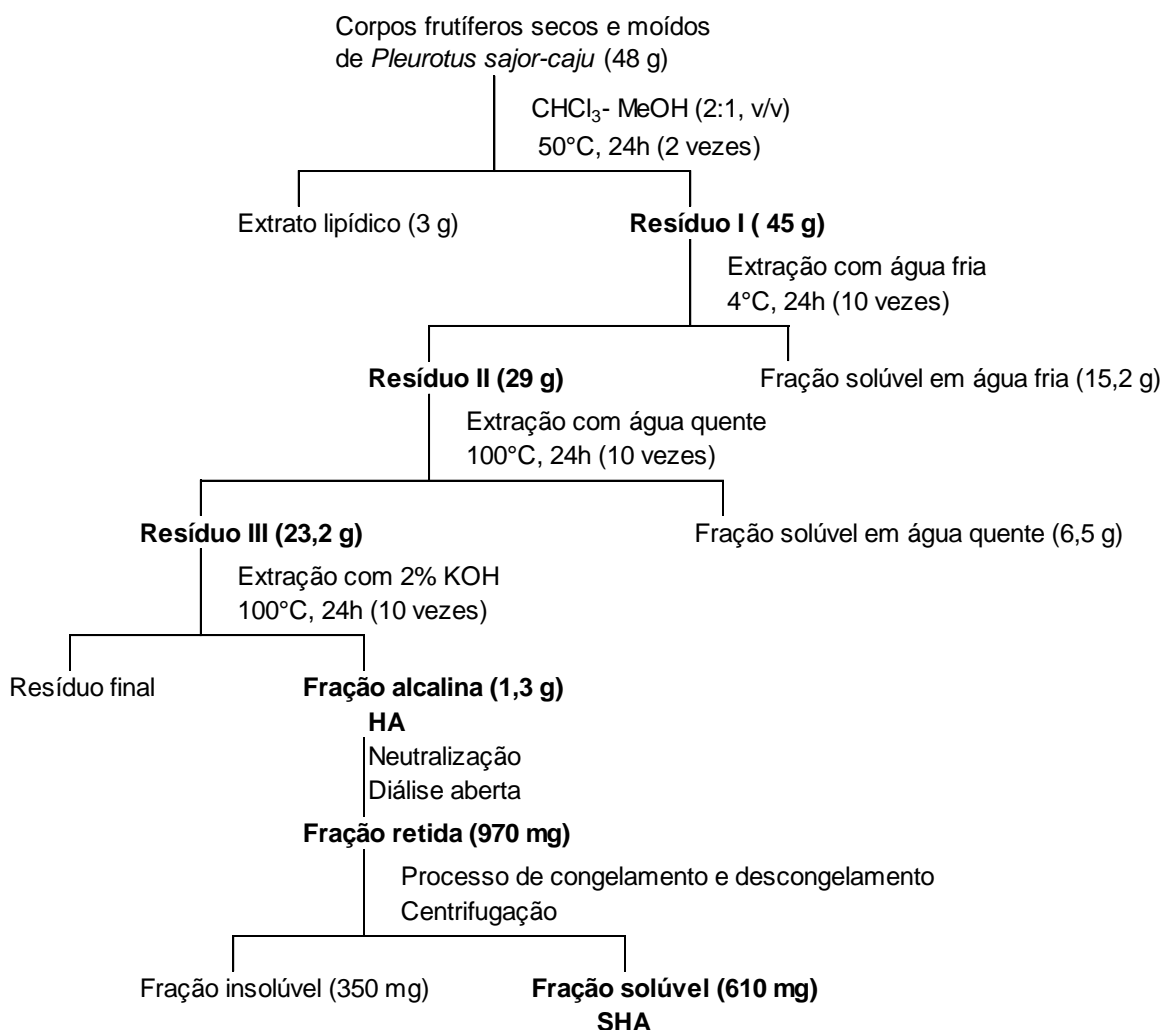 Corpos frutíferos secos e moídos
de Pleurotus sajor-caju (48 g)
CHCl₃- MeOH (2:1, v/v)
50°C, 24h (2 vezes)
Extrato lipídico (3 g)
Resíduo I ( 45 g)
Extração com água fria
4°C, 24h (10 vezes)
Resíduo II (29 g)
Fração solúvel em água fria (15,2 g)
Extração com água quente
100°C, 24h (10 vezes)
Resíduo III (23,2 g)
Fração solúvel em água quente (6,5 g)
Extração com 2% KOH
100°C, 24h (10 vezes)
Resíduo final
Fração alcalina (1,3 g)
HA
Neutralização
Diálise aberta
Fração retida (970 mg)
Processo de congelamento e descongelamento
Centrifugação
Fração insolúvel (350 mg)
Fração solúvel (610 mg)
SHA